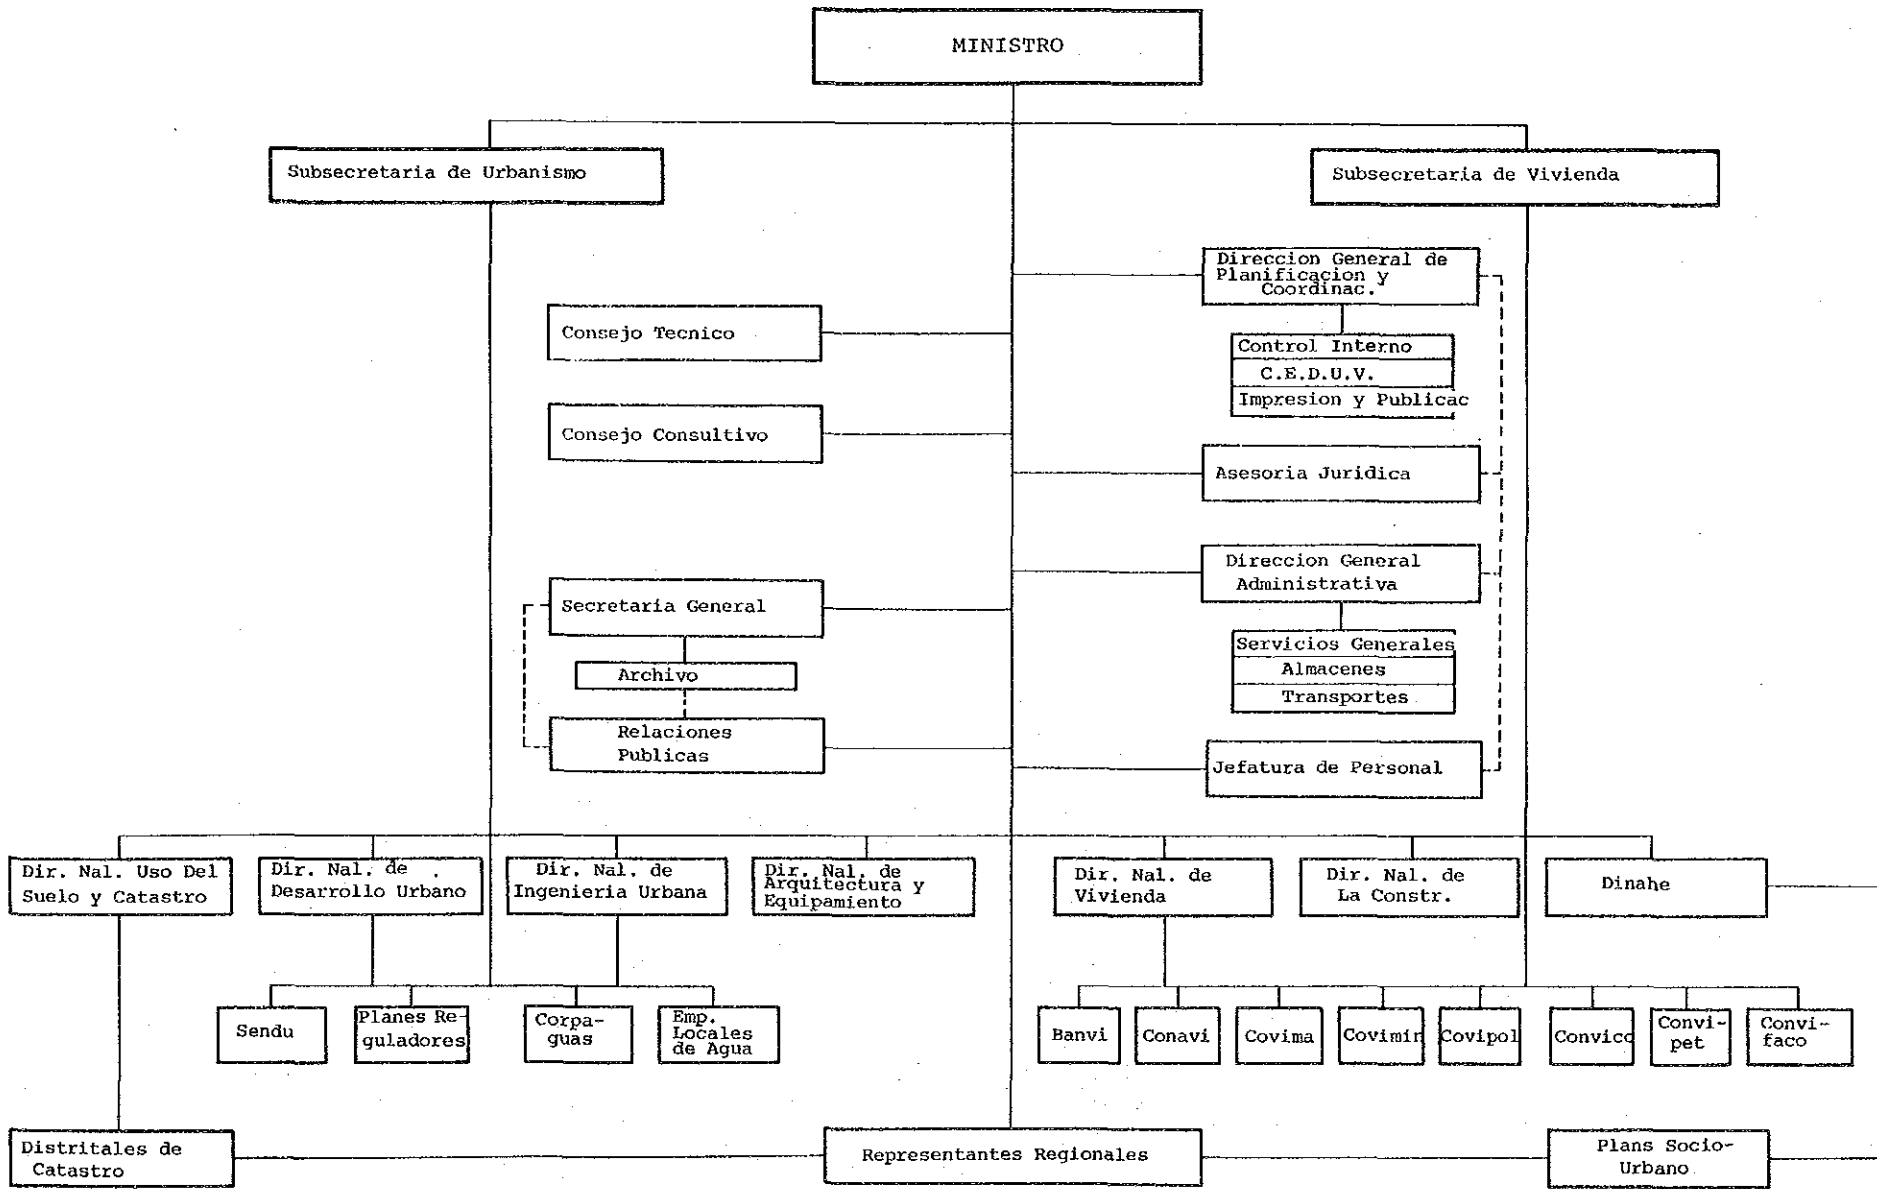 MINISTRO
Subsecretaria de Urbanismo
Subsecretaria de Vivienda
Direccion General de
Planificacion y
Coordinac.
Control Interno
C.E.D.U.V.
Impresion y Publicac
Consejo Tecnico
Consejo Consultivo
Asesoria Juridica
Direccion General
Administrativa
Servicios Generales
Almacenes
Transportes
Secretaria General
Archivo
Relaciones
Publicas
Jefatura de Personal
Dir. Nal. Uso Del
Suelo y Catastro
Dir. Nal. de
Desarrollo Urbano
Dir. Nal. de
Ingenieria Urbana
Dir. Nal. de
Arquitectura y
Equipamiento
Dir. Nal. de
Vivienda
Dir. Nal. de
La Constr.
Dinahe
Sendu
Planes Re-
guladores
Corpa-
guas
Emp.
Locales
de Agua
Banvi
Conavi
Covima
Covimin
Covipol
Convico
Convi-
pet
Convi-
faco
Distritales de
Catastro
Representantes Regionales
Plans Socio-
Urbano